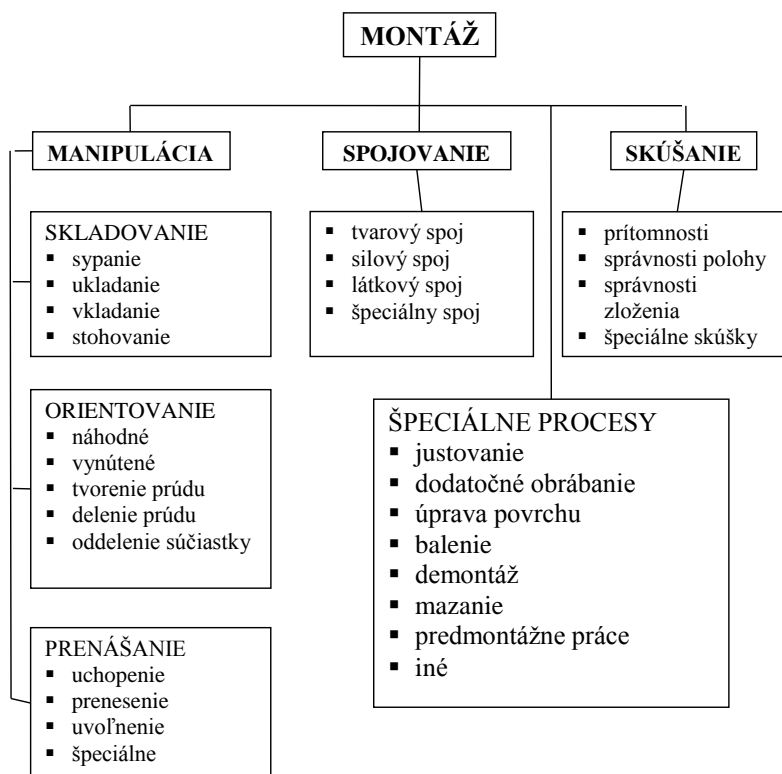 MONTÁŽ
MANIPULÁCIA
SPOJOVANIE
SKÚŠANIE
SKLADOVANIE
▪ sypanie
▪ ukladanie
▪ vkladanie
▪ stohovanie
▪ tvarový spoj
▪ silový spoj
▪ látkový spoj
▪ špeciálny spoj
▪ prítomnosti
▪ správnosti polohy
▪ správnosti
zloženia
▪ špeciálne skúšky
ORIENTOVANIE
▪ náhodné
▪ vynútené
▪ tvorenie prúdu
▪ delenie prúdu
▪ oddelenie súčiastky
ŠPECIÁLNE PROCESY
▪ justovanie
▪ dodatočné obrábanie
▪ úprava povrchu
▪ balenie
▪ demontáž
▪ mazanie
▪ predmontážne práce
▪ iné
PRENÁŠANIE
▪ uchopenie
▪ prenesenie
▪ uvoľnenie
▪ špeciálne